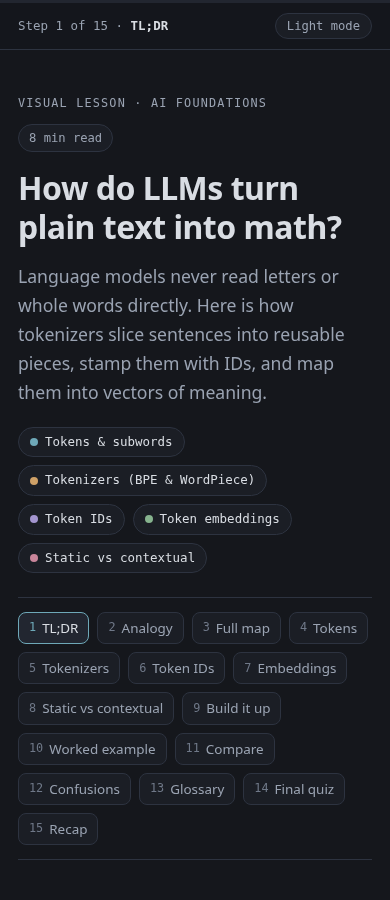 Step 1 of 15 · TL;DR
Light mode
VISUAL LESSON · AI FOUNDATIONS
8 min read
How do LLMs turn
plain text into math?
Language models never read letters or
whole words directly. Here is how
tokenizers slice sentences into reusable
pieces, stamp them with IDs, and map
them into vectors of meaning.
Tokens & subwords
Tokenizers (BPE & WordPiece)
Token IDs
Token embeddings
Static vs contextual
1 TL;DR
2 Analogy
3 Full map
4 Tokens
5 Tokenizers
6 Token IDs
7 Embeddings
8 Static vs contextual
9 Build it up
10 Worked example
11 Compare
12 Confusions
13 Glossary
14 Final quiz
15 Recap